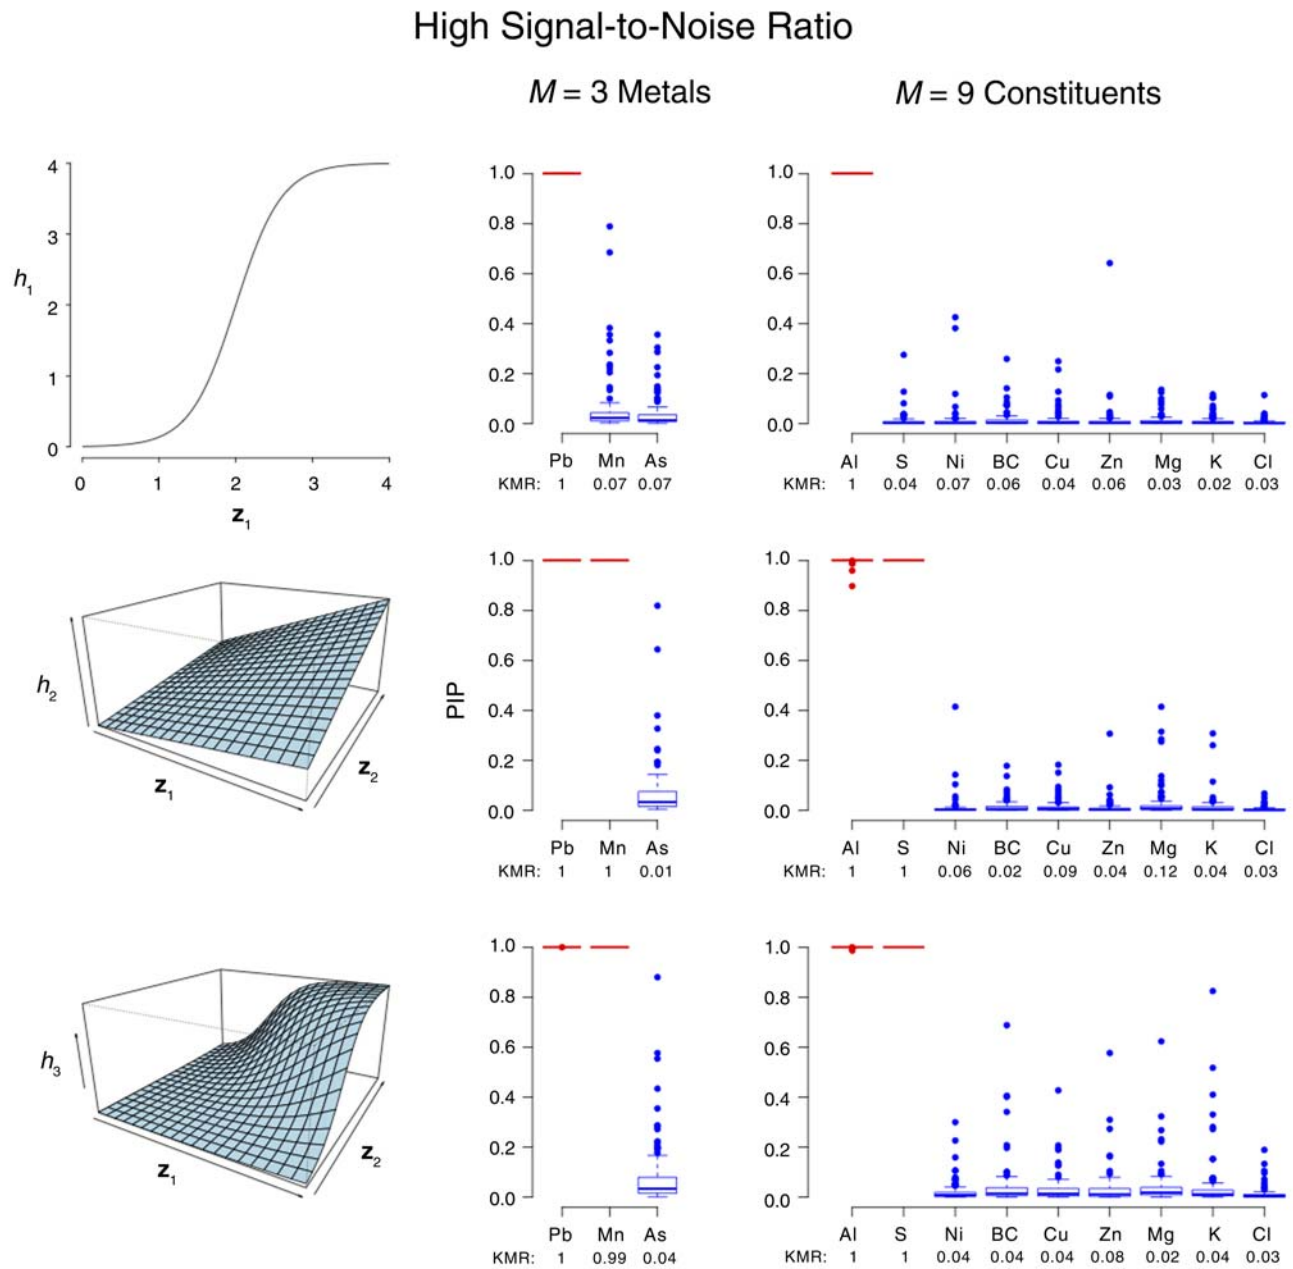 High Signal-to-Noise Ratio
M = 3 Metals
M = 9 Constituents
4
3
2
1
0
h1
0 1 2 3 4
z1
1.0
0.8
0.6
0.4
0.2
0.0
Pb Mn As
KMR: 1 0.07 0.07
1.0
0.8
0.6
0.4
0.2
0.0
Al S Ni BC Cu Zn Mg K Cl
KMR: 1 0.04 0.07 0.06 0.04 0.06 0.03 0.02 0.03
h2
z1
z2
PIP
1.0
0.8
0.6
0.4
0.2
0.0
Pb Mn As
KMR: 1 1 0.01
1.0
0.8
0.6
0.4
0.2
0.0
Al S Ni BC Cu Zn Mg K Cl
KMR: 1 1 0.06 0.02 0.09 0.04 0.12 0.04 0.03
h3
z1
z2
1.0
0.8
0.6
0.4
0.2
0.0
Pb Mn As
KMR: 1 0.99 0.04
1.0
0.8
0.6
0.4
0.2
0.0
Al S Ni BC Cu Zn Mg K Cl
KMR: 1 1 0.04 0.04 0.04 0.08 0.02 0.04 0.03